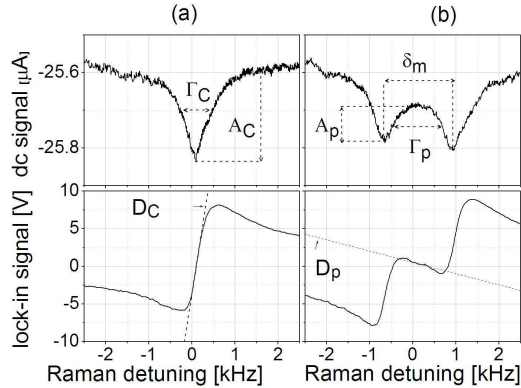 (a)
(b)
dc signal [μA]
-25.6
-25.8
Γ_C
A_C
δ_m
A_p
Γ_p
lock-in signal [V]
10
5
0
-5
-10
D_C
D_p
-2 -1 0 1 2
-2 -1 0 1 2
Raman detuning [kHz]
Raman detuning [kHz]